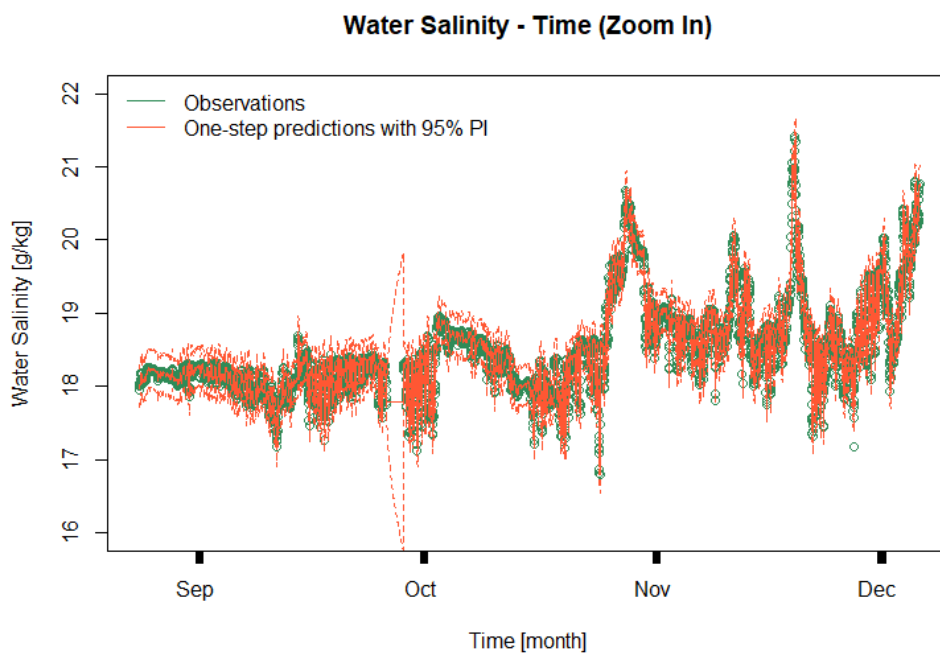 Water Salinity - Time (Zoom In)
22
21
20
19
18
17
16
Water Salinity [g/kg]
Observations
One-step predictions with 95% PI
Sep Oct Nov Dec
Time [month]